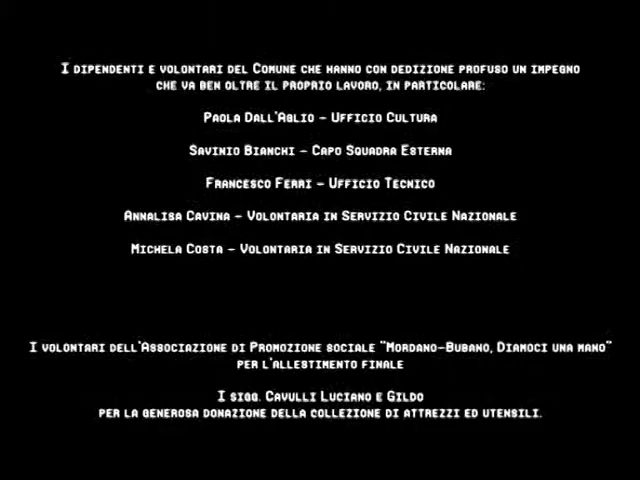 I dipendenti e volontari del Comune che hanno con dedizione profuso un impegno
che va ben oltre il proprio lavoro, in particolare:
Paola Dall'Aglio - Ufficio Cultura
Savinio Bianchi - Capo Squadra Esterna
Francesco Ferri - Ufficio Tecnico
Annalisa Cavina - Volontaria in Servizio Civile Nazionale
Michela Costa - Volontaria in Servizio Civile Nazionale
I volontari dell'Associazione di Promozione sociale "Mordano-Bubano, Diamoci una mano"
per l'allestimento finale
I sigg. Cavulli Luciano e Gildo
per la generosa donazione della collezione di attrezzi ed utensili.